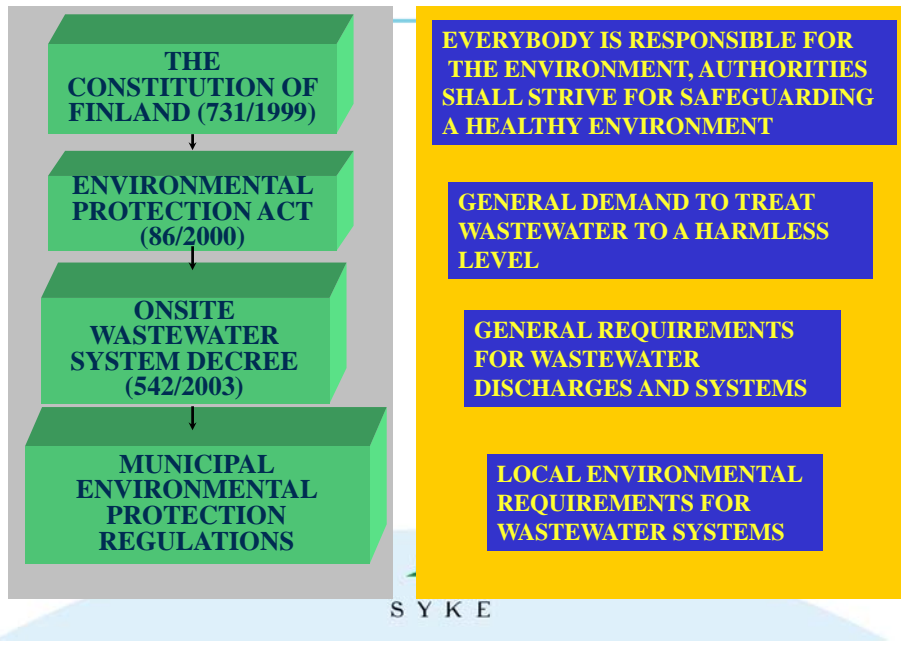 THE
CONSTITUTION OF
FINLAND (731/1999)
EVERYBODY IS RESPONSIBLE FOR
THE ENVIRONMENT, AUTHORITIES
SHALL STRIVE FOR SAFEGUARDING
A HEALTHY ENVIRONMENT
ENVIRONMENTAL
PROTECTION ACT
(86/2000)
GENERAL DEMAND TO TREAT
WASTEWATER TO A HARMLESS
LEVEL
ONSITE
WASTEWATER
SYSTEM DECREE
(542/2003)
GENERAL REQUIREMENTS
FOR WASTEWATER
DISCHARGES AND SYSTEMS
MUNICIPAL
ENVIRONMENTAL
PROTECTION
REGULATIONS
LOCAL ENVIRONMENTAL
REQUIREMENTS FOR
WASTEWATER SYSTEMS
SYKE